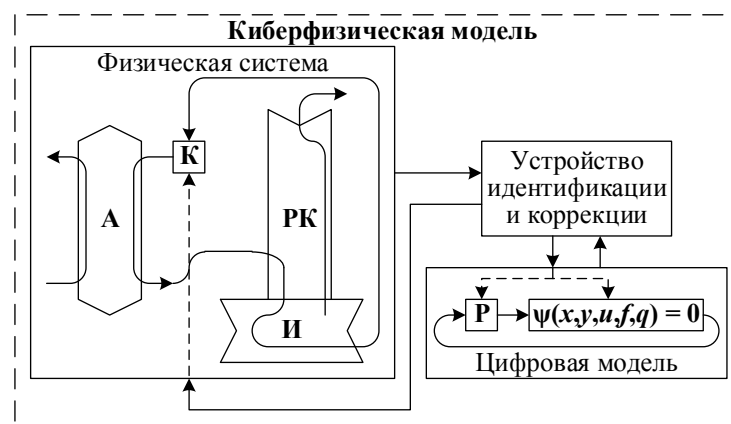 Киберфизическая модель
Физическая система
К
А
РК
И
Устройство
идентификации
и коррекции
Р
ψ(x,y,u,f,q) = 0
Цифровая модель